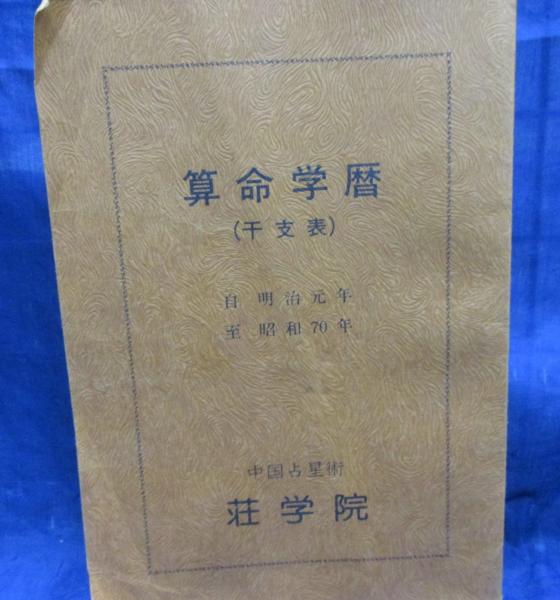 算命学暦
(干支表)
自 明治元年
至 昭和70年
中国占星術
荘学院